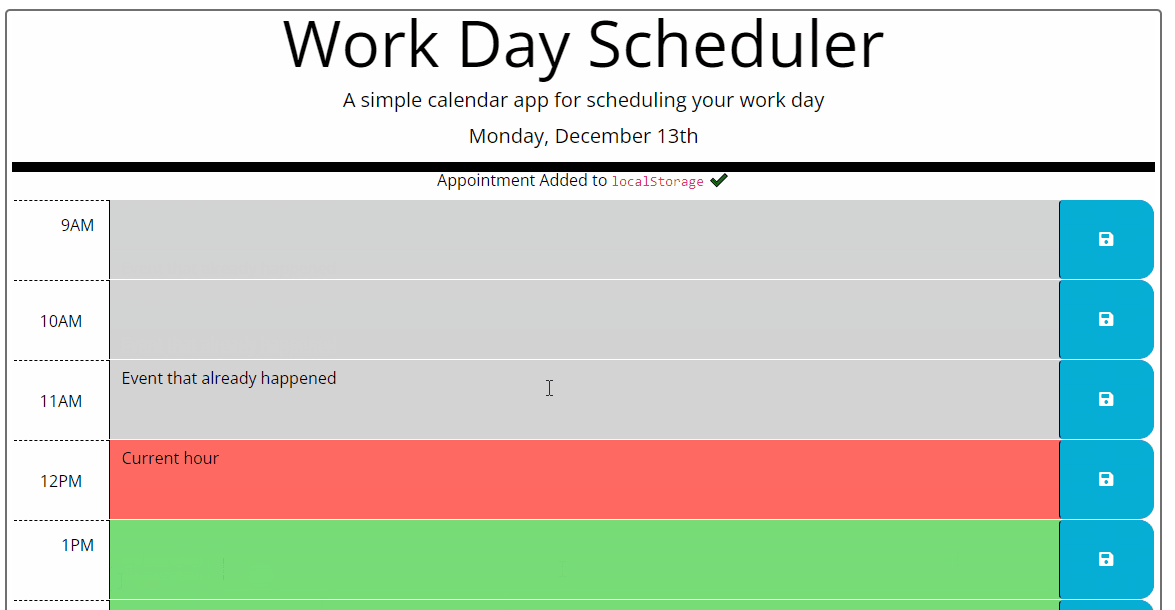 Work Day Scheduler
A simple calendar app for scheduling your work day
Monday, December 13th
Appointment Added to localStorage ✔
9AM
10AM
11AM
Event that already happened
12PM
Current hour
1PM